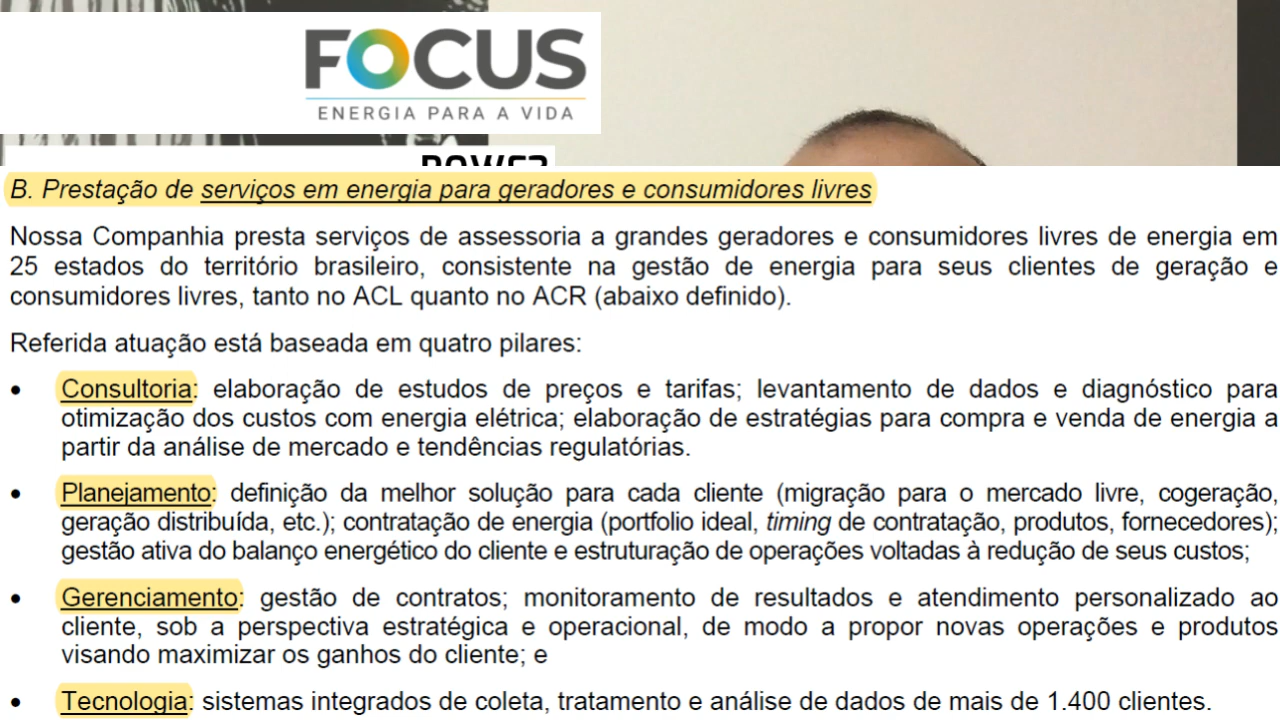 FOCUS
ENERGIA PARA A VIDA
B. Prestação de serviços em energia para geradores e consumidores livres
Nossa Companhia presta serviços de assessoria a grandes geradores e consumidores livres de energia em
25 estados do território brasileiro, consistente na gestão de energia para seus clientes de geração e
consumidores livres, tanto no ACL quanto no ACR (abaixo definido).
Referida atuação está baseada em quatro pilares:
• Consultoria: elaboração de estudos de preços e tarifas; levantamento de dados e diagnóstico para
otimização dos custos com energia elétrica; elaboração de estratégias para compra e venda de energia a
partir da análise de mercado e tendências regulatórias.
• Planejamento: definição da melhor solução para cada cliente (migração para o mercado livre, cogeração,
geração distribuída, etc.); contratação de energia (portfolio ideal, timing de contratação, produtos, fornecedores);
gestão ativa do balanço energético do cliente e estruturação de operações voltadas à redução de seus custos;
• Gerenciamento: gestão de contratos; monitoramento de resultados e atendimento personalizado ao
cliente, sob a perspectiva estratégica e operacional, de modo a propor novas operações e produtos
visando maximizar os ganhos do cliente; e
• Tecnologia: sistemas integrados de coleta, tratamento e análise de dados de mais de 1.400 clientes.